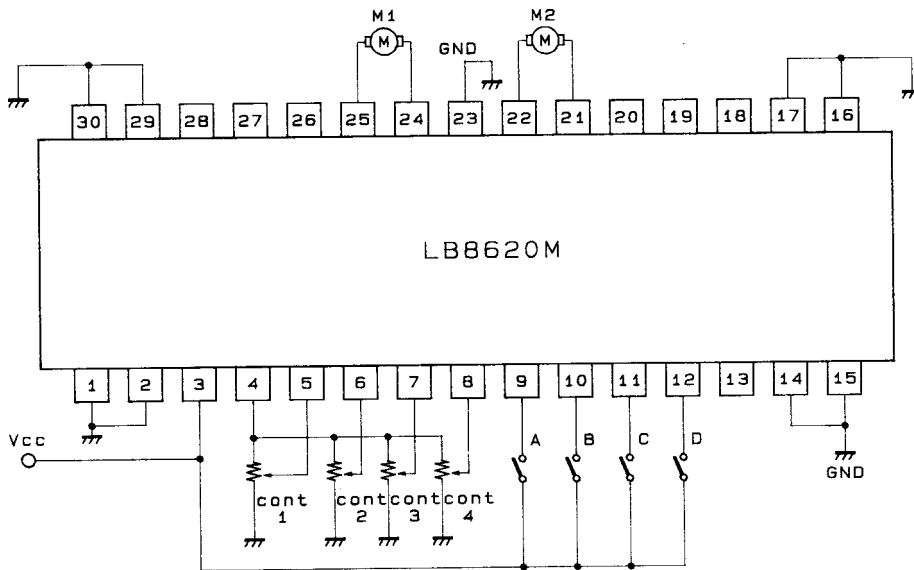 M1 M2
M M
GND
30 29 28 27 26 25 24 23 22 21 20 19 18 17 16
LB8620M
1 2 3 4 5 6 7 8 9 10 11 12 13 14 15
Vcc
A B C D
GND
cont cont cont cont
1 2 3 4